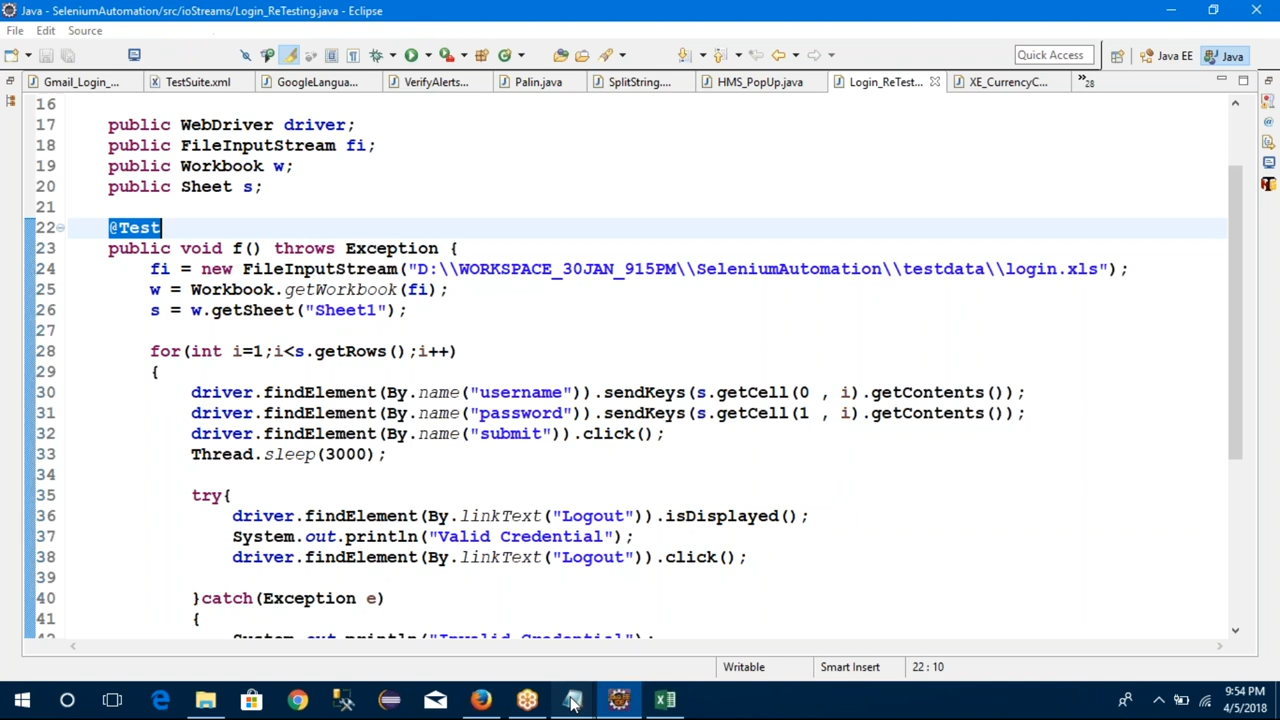 Java - SeleniumAutomation/src/ioStreams/Login_ReTesting.java - Eclipse
File Edit Source
Quick Access Java EE Java
Gmail_Login_... TestSuite.xml GoogleLangua... VerifyAlerts... Palin.java SplitString.... HMS_PopUp.java Login_ReTest... XE_CurrencyC... »28
16
17 public WebDriver driver;
18 public FileInputStream fi;
19 public Workbook w;
20 public Sheet s;
21
22 @Test
23 public void f() throws Exception {
24 fi = new FileInputStream("D:\\WORKSPACE_30JAN_915PM\\SeleniumAutomation\\testdata\\login.xls");
25 w = Workbook.getWorkbook(fi);
26 s = w.getSheet("Sheet1");
27
28 for(int i=1;i<s.getRows();i++)
29 {
30 driver.findElement(By.name("username")).sendKeys(s.getCell(0 , i).getContents());
31 driver.findElement(By.name("password")).sendKeys(s.getCell(1 , i).getContents());
32 driver.findElement(By.name("submit")).click();
33 Thread.sleep(3000);
34
35 try{
36 driver.findElement(By.linkText("Logout")).isDisplayed();
37 System.out.println("Valid Credential");
38 driver.findElement(By.linkText("Logout")).click();
39
40 }catch(Exception e)
41 {
42 System.out.println("Invalid Credential");
Writable Smart Insert 22 : 10
9:54 PM
4/5/2018